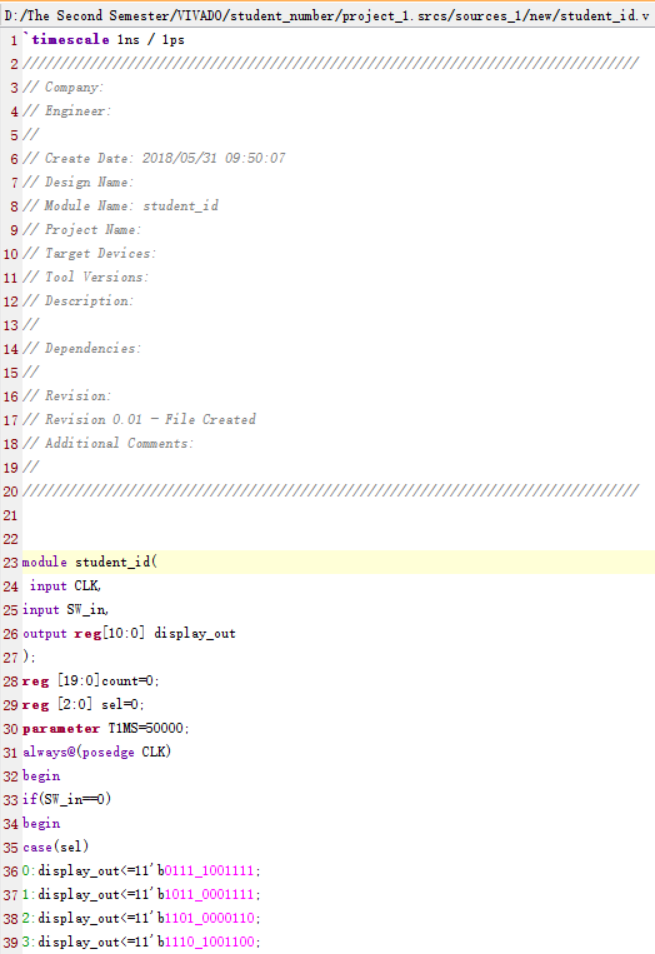 D:/The Second Semester/VIVADO/student_number/project_1.srcs/sources_1/new/student_id.v
1 `timescale 1ns / 1ps
2 //////////////////////////////////////////////////////////////////////////////////
3 // Company:
4 // Engineer:
5 //
6 // Create Date: 2018/05/31 09:50:07
7 // Design Name:
8 // Module Name: student_id
9 // Project Name:
10 // Target Devices:
11 // Tool Versions:
12 // Description:
13 //
14 // Dependencies:
15 //
16 // Revision:
17 // Revision 0.01 - File Created
18 // Additional Comments:
19 //
20 //////////////////////////////////////////////////////////////////////////////////
21
22
23 module student_id(
24  input CLK,
25 input SW_in,
26 output reg[10:0] display_out
27 );
28 reg [19:0]count=0;
29 reg [2:0] sel=0;
30 parameter T1MS=50000;
31 always@(posedge CLK)
32 begin
33 if(SW_in==0)
34 begin
35 case(sel)
36 0:display_out<=11'b0111_1001111;
37 1:display_out<=11'b1011_0001111;
38 2:display_out<=11'b1101_0000110;
39 3:display_out<=11'b1110_1001100;